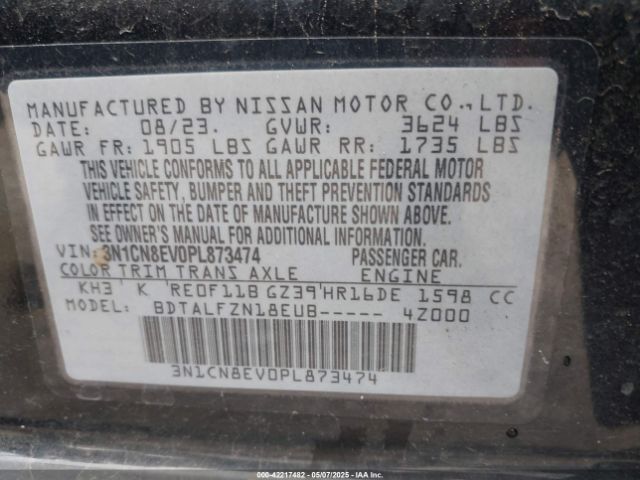 MANUFACTURED BY NISSAN MOTOR CO., LTD.
DATE: 08/23. GVWR: 3624 LBS
GAWR FR: 1905 LBS GAWR RR: 1735 LBS
THIS VEHICLE CONFORMS TO ALL APPLICABLE FEDERAL MOTOR
VEHICLE SAFETY, BUMPER AND THEFT PREVENTION STANDARDS
IN EFFECT ON THE DATE OF MANUFACTURE SHOWN ABOVE.
SEE OWNER'S MANUAL FOR ADDITIONAL INFORMATION.
VIN: 3N1CN8EV0PL873474 PASSENGER CAR.
COLOR TRIM TRANS AXLE ENGINE
KH3 K RE0F11B GZ39 HR16DE 1598 CC
MODEL: BDTALFZN18EUB----- 4Z000
3N1CN8EV0PL873474
000-42217482 - 05/07/2025 - IAA Inc.